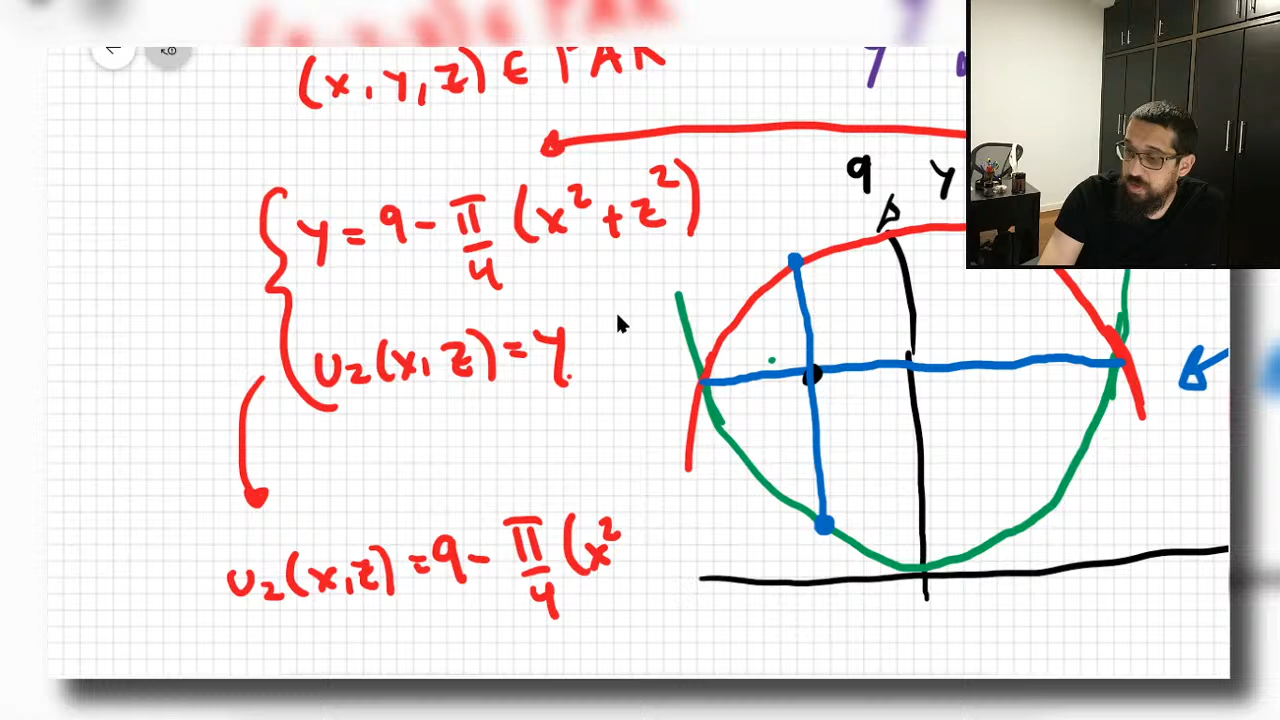 (x,y,z) ∈ PAR
9 y
y = 9 - π/4 (x² + z²)
u₂(x,z) = y
u₂(x,z) = 9 - π/4 (x²